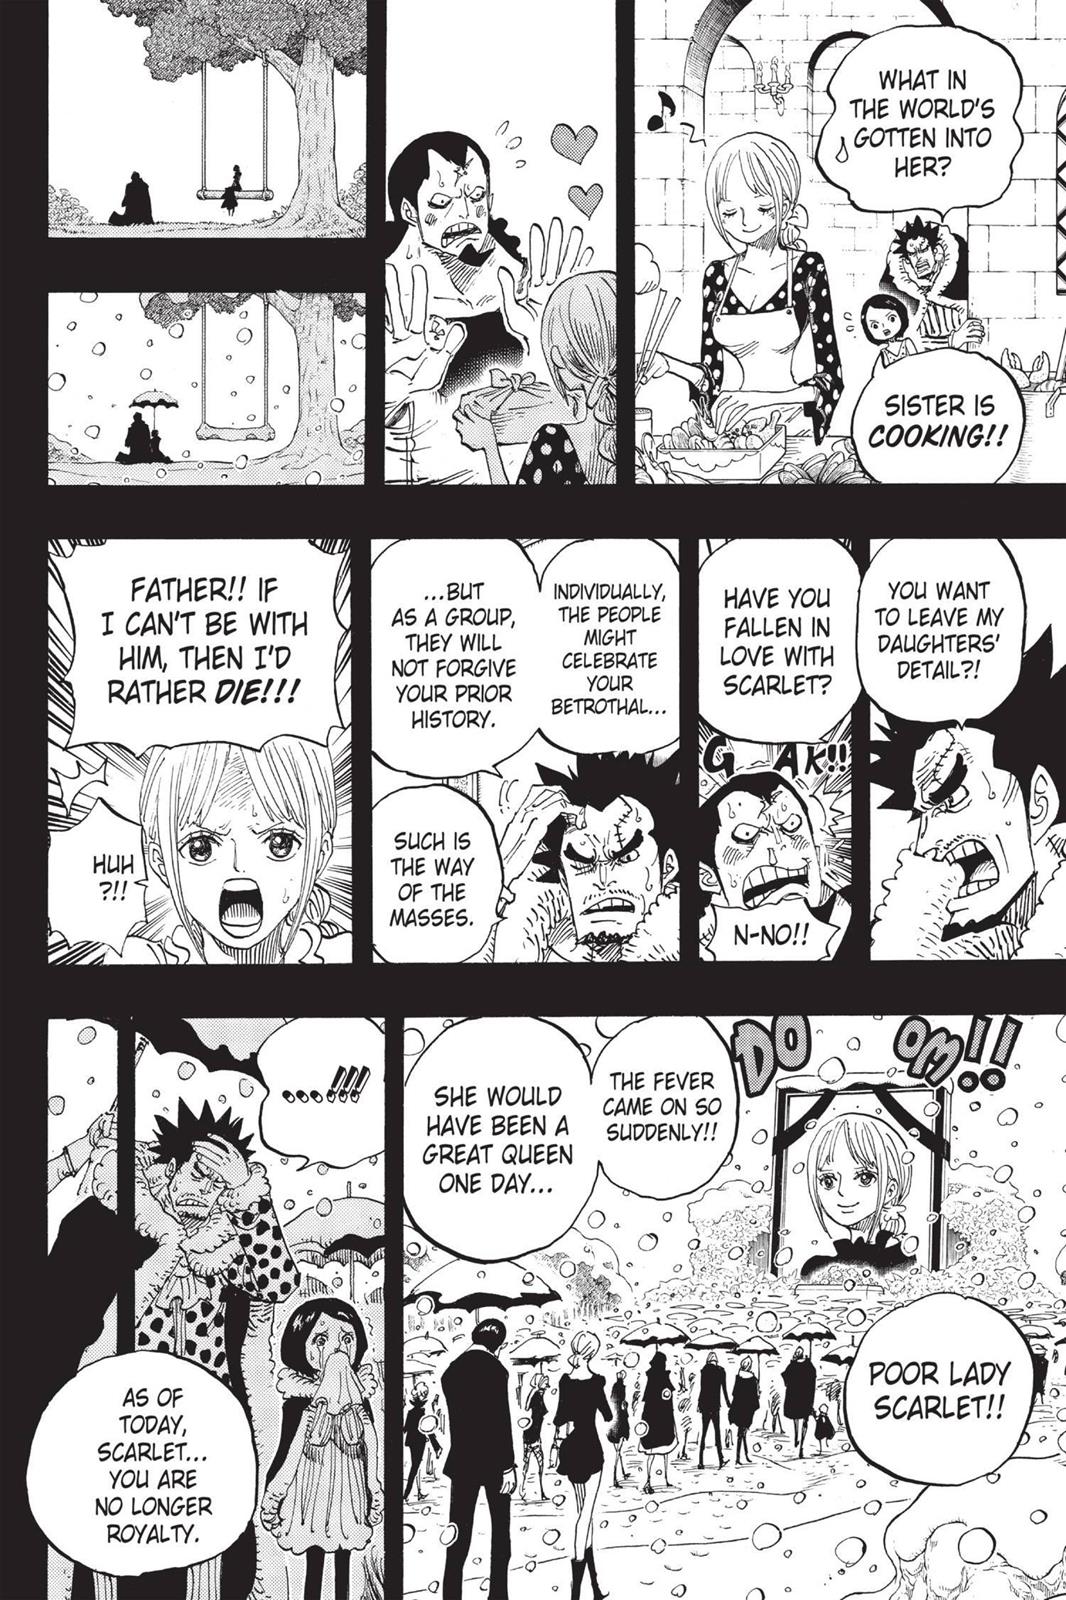 WHAT IN
THE WORLD'S
GOTTEN INTO
HER?
SISTER IS
COOKING!!
YOU WANT
TO LEAVE MY
DAUGHTERS'
DETAIL?!
HAVE YOU
FALLEN IN
LOVE WITH
SCARLET?
GAK!!
N-NO!!
INDIVIDUALLY,
THE PEOPLE
MIGHT
CELEBRATE
YOUR
BETROTHAL...
...BUT
AS A GROUP,
THEY WILL
NOT FORGIVE
YOUR PRIOR
HISTORY.
SUCH IS
THE WAY
OF THE
MASSES.
FATHER!! IF
I CAN'T BE WITH
HIM, THEN I'D
RATHER DIE!!!
HUH
?!!
DOOM!!
THE FEVER
CAME ON SO
SUDDENLY!!
SHE WOULD
HAVE BEEN A
GREAT QUEEN
ONE DAY...
POOR LADY
SCARLET!!
.....!!!
AS OF
TODAY,
SCARLET...
YOU ARE
NO LONGER
ROYALTY.